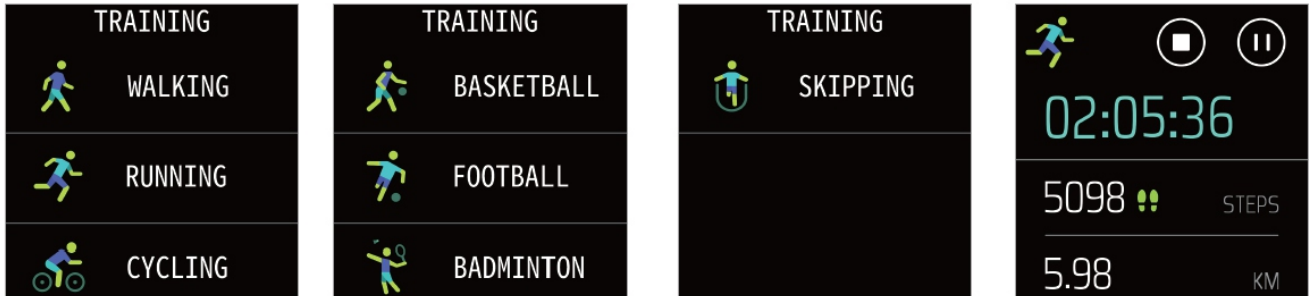 TRAINING
WALKING
RUNNING
CYCLING
TRAINING
BASKETBALL
FOOTBALL
BADMINTON
TRAINING
SKIPPING
02:05:36
5098 STEPS
5.98 KM